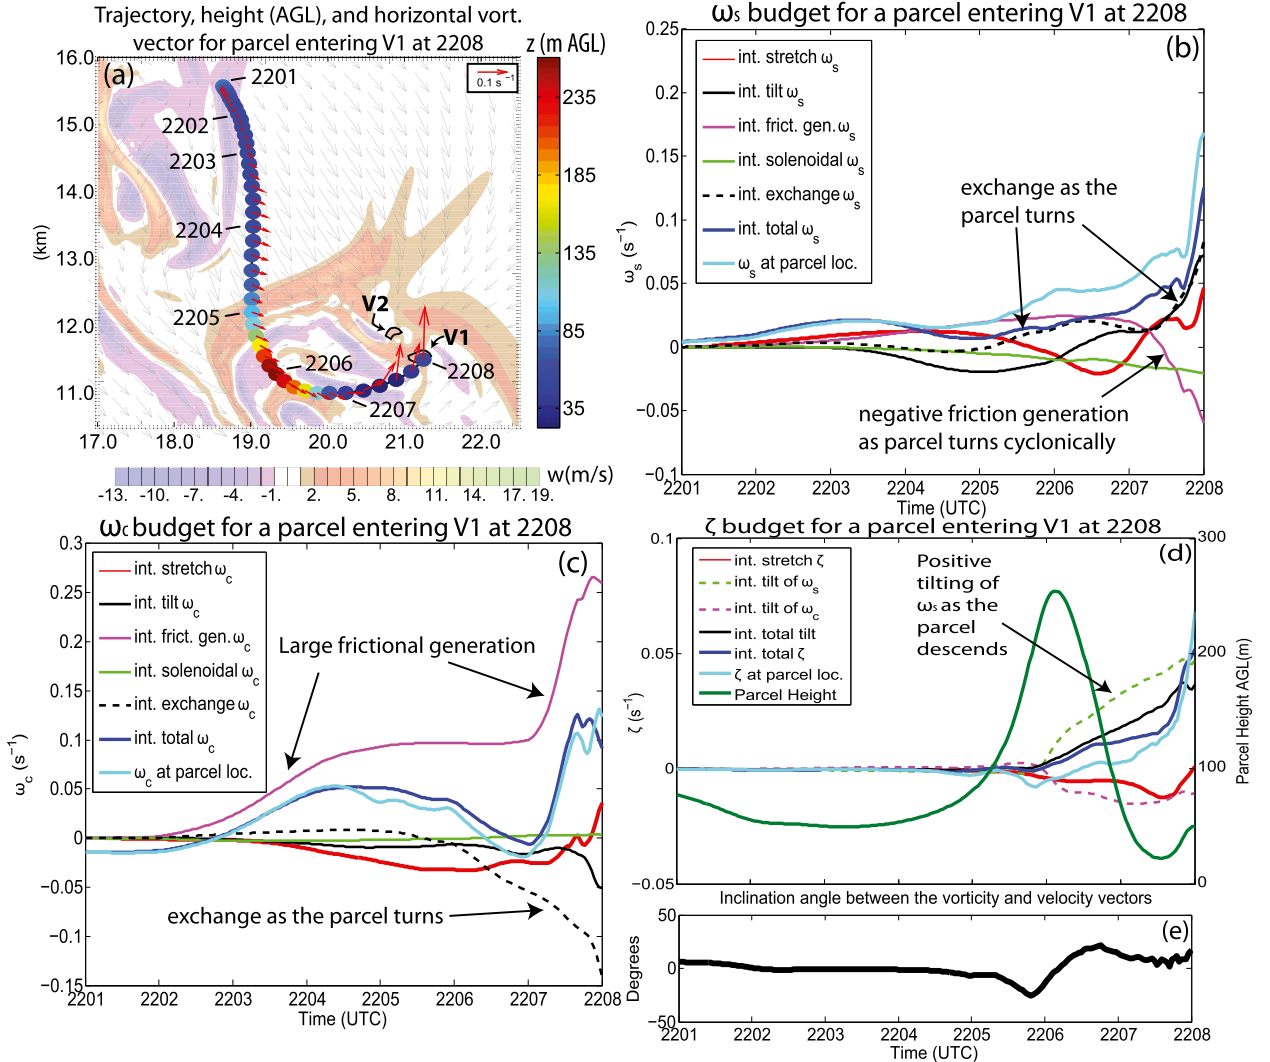 Trajectory, height (AGL), and horizontal vort.
vector for parcel entering V1 at 2208
z (m AGL)
(a)
0.1 s⁻¹
2201
2202
2203
2204
2205
2206
2207
2208
V2
V1
16.0
15.0
14.0
13.0
12.0
11.0
(km)
17.0 18.0 19.0 20.0 21.0 22.0
235
185
135
85
35
-13. -10. -7. -4. -1. 2. 5. 8. 11. 14. 17. 19.
w(m/s)
ωs budget for a parcel entering V1 at 2208
(b)
int. stretch ωs
int. tilt ωs
int. frict. gen. ωs
int. solenoidal ωs
int. exchange ωs
int. total ωs
ωs at parcel loc.
exchange as the
parcel turns
negative friction generation
as parcel turns cyclonically
0.25
0.2
0.15
0.1
0.05
0
−0.05
−0.1
ωs (s⁻¹)
2201 2202 2203 2204 2205 2206 2207 2208
Time (UTC)
ωc budget for a parcel entering V1 at 2208
(c)
int. stretch ωc
int. tilt ωc
int. frict. gen. ωc
int. solenoidal ωc
int. exchange ωc
int. total ωc
ωc at parcel loc.
Large frictional generation
exchange as the parcel turns
0.3
0.25
0.2
0.15
0.1
0.05
0
−0.05
−0.1
−0.15
ωc (s⁻¹)
2201 2202 2203 2204 2205 2206 2207 2208
Time (UTC)
ζ budget for a parcel entering V1 at 2208
(d)
int. stretch ζ
int. tilt of ωs
int. tilt of ωc
int. total tilt
int. total ζ
ζ at parcel loc.
Parcel Height
Positive
tilting of
ωs as the
parcel
descends
0.1
0.05
0
−0.05
ζ (s⁻¹)
300
200
100
0
Parcel Height AGL(m)
2201 2202 2203 2204 2205 2206 2207 2208
Inclination angle between the vorticity and velocity vectors
(e)
50
0
−50
Degrees
2201 2202 2203 2204 2205 2206 2207 2208
Time (UTC)